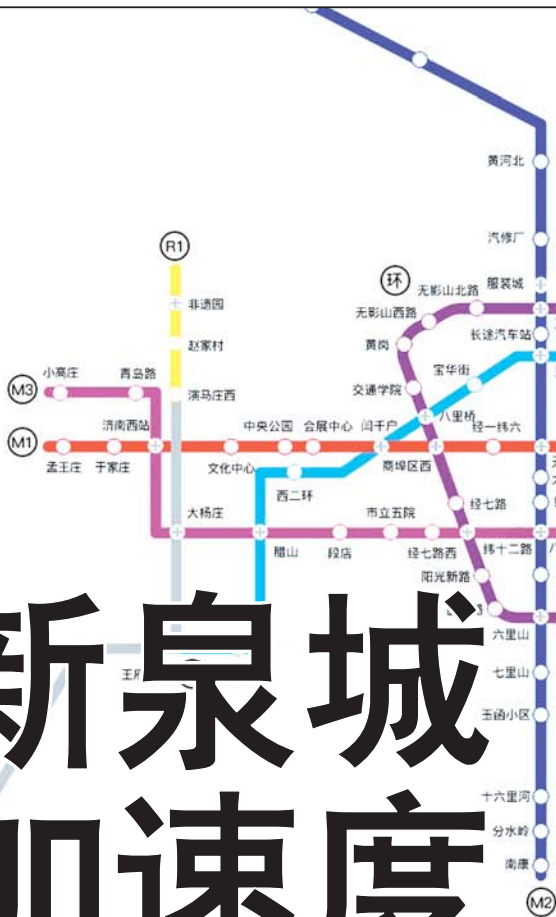 黄河北
汽修厂
R1
环
服装城
无影山北路
非遗园
无影山西路
长途汽车站
赵家村
黄岗
小高庄
青岛路
宝华街
M3
演马庄西
交通学院
八里桥
济南西站
中央公园
会展中心
闫千户
经一纬六
M1
孟王庄
于家庄
文化中心
商埠区西
西二环
经七路
大杨庄
市立五院
腊山
段店
经七路西
纬十二路
阳光新路
六里山
新泉城
七里山
玉函小区
十六里河
加速度
分水岭
南康
M2